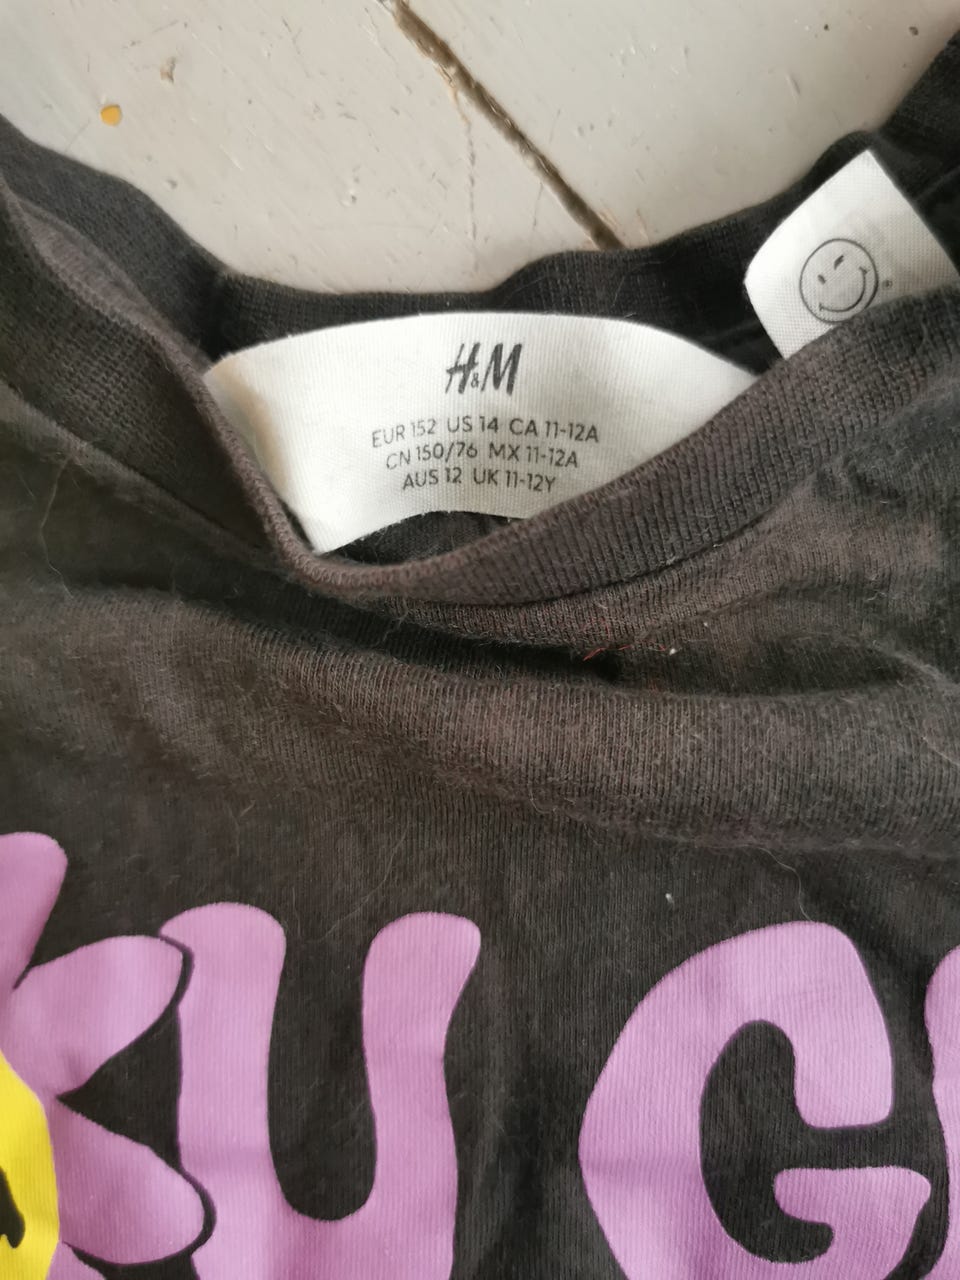 H&M
EUR 152 US 14 CA 11-12A
CN 150/76 MX 11-12A
AUS 12 UK 11-12Y
®
U G